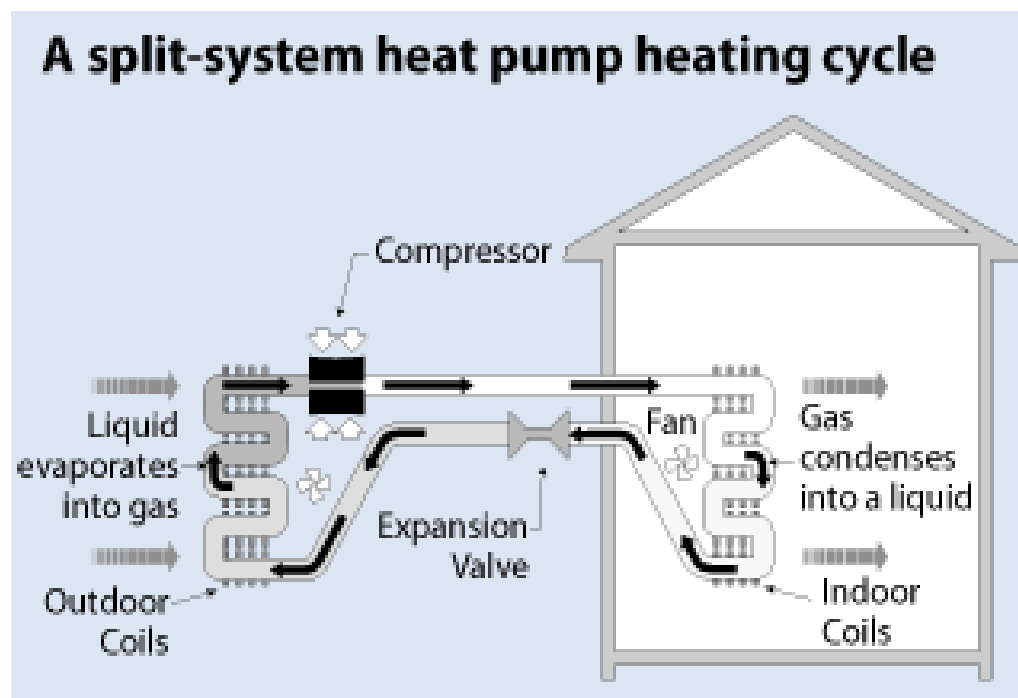 A split-system heat pump heating cycle
Compressor
Liquid
evaporates
into gas
Fan
Gas
condenses
into a liquid
Expansion
Valve
Outdoor
Coils
Indoor
Coils